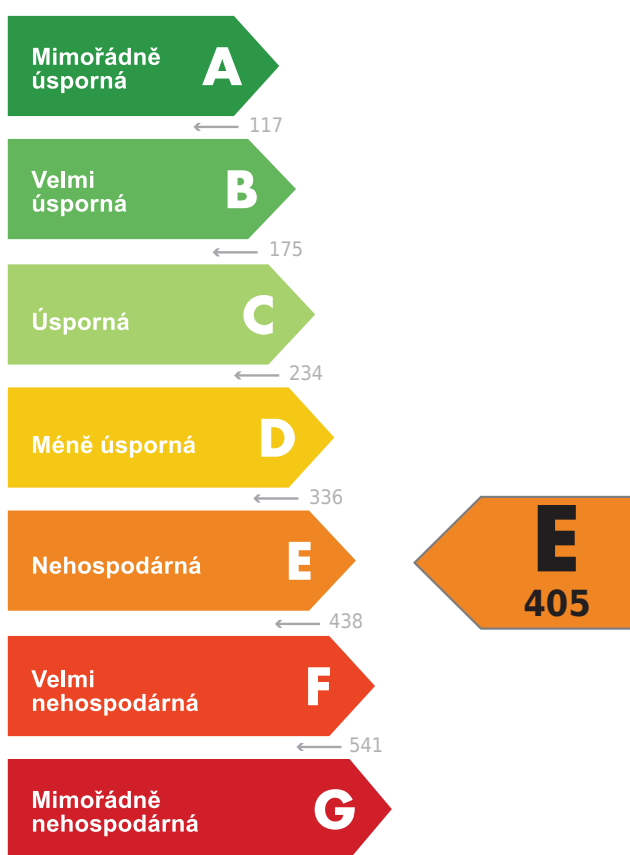 Mimořádně
úsporná
A
117
Velmi
úsporná
B
175
Úsporná
C
234
Méně úsporná
D
336
Nehospodárná
E
E
405
438
Velmi
nehospodárná
F
541
Mimořádně
nehospodárná
G